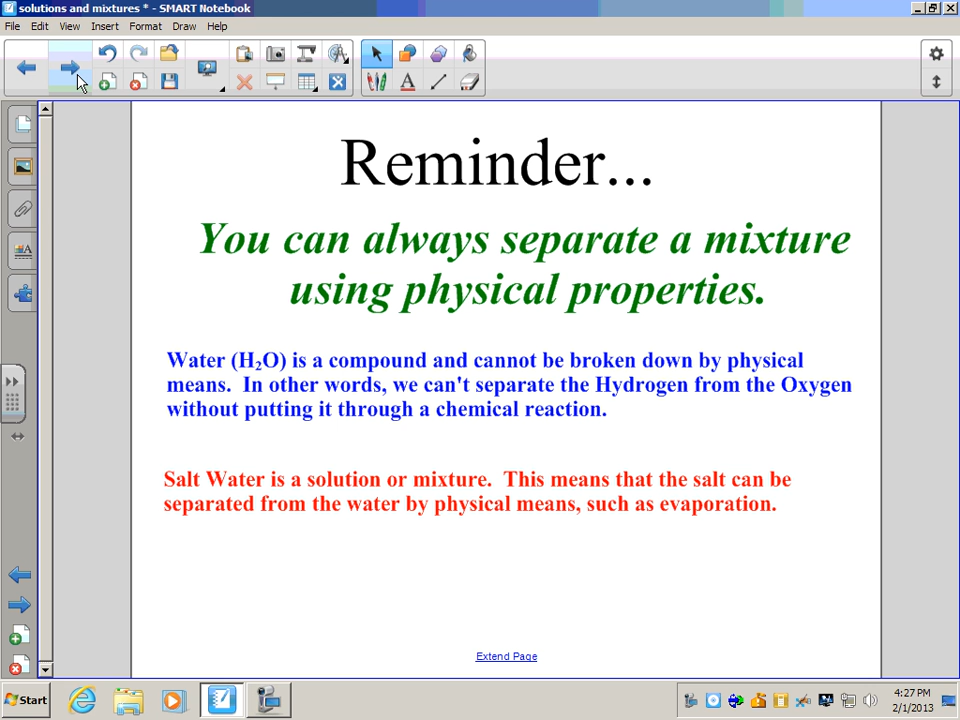 solutions and mixtures * - SMART Notebook
File Edit View Insert Format Draw Help
Reminder...
You can always separate a mixture
using physical properties.
Water (H₂O) is a compound and cannot be broken down by physical
means. In other words, we can't separate the Hydrogen from the Oxygen
without putting it through a chemical reaction.
Salt Water is a solution or mixture. This means that the salt can be
separated from the water by physical means, such as evaporation.
Extend Page
Start
4:27 PM
2/1/2013